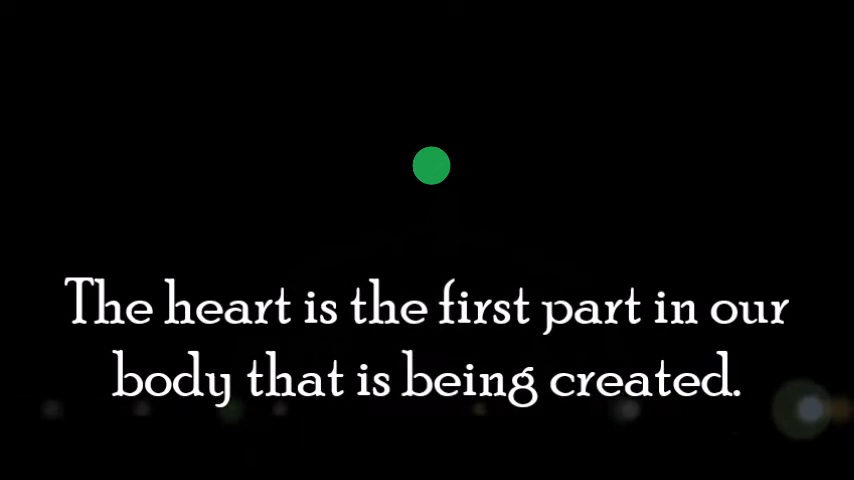 The heart is the first part in our
body that is being created.